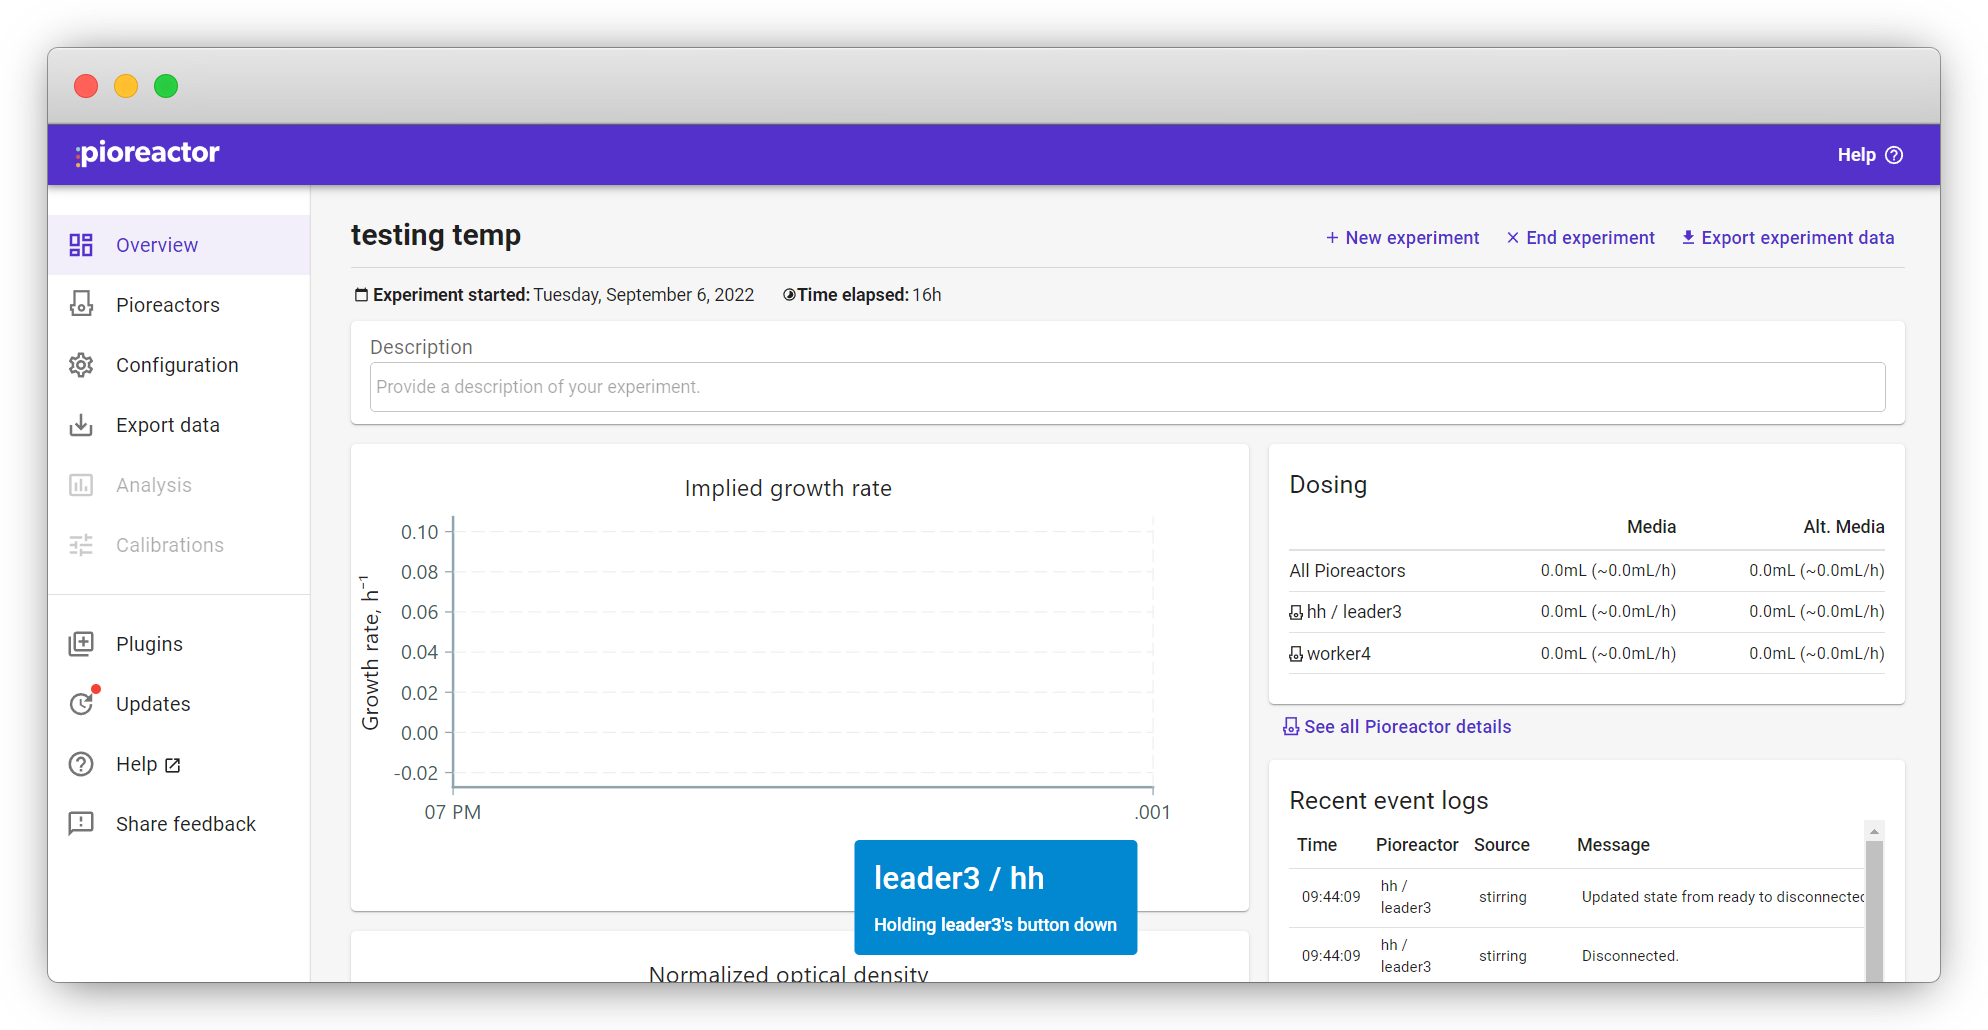 pioreactor
Help
Overview
Pioreactors
Configuration
Export data
Analysis
Calibrations
Plugins
Updates
Help
Share feedback
testing temp
+ New experiment
× End experiment
Export experiment data
Experiment started: Tuesday, September 6, 2022
Time elapsed: 16h
Description
Provide a description of your experiment.
Implied growth rate
Growth rate, h⁻¹
0.10
0.08
0.06
0.04
0.02
0.00
-0.02
07 PM
.001
leader3 / hh
Holding leader3's button down
Normalized optical density
Dosing
Media Alt. Media
All Pioreactors 0.0mL (~0.0mL/h) 0.0mL (~0.0mL/h)
hh / leader3 0.0mL (~0.0mL/h) 0.0mL (~0.0mL/h)
worker4 0.0mL (~0.0mL/h) 0.0mL (~0.0mL/h)
See all Pioreactor details
Recent event logs
Time Pioreactor Source Message
09:44:09 hh / leader3 stirring Updated state from ready to disconnected
09:44:09 hh / leader3 stirring Disconnected.